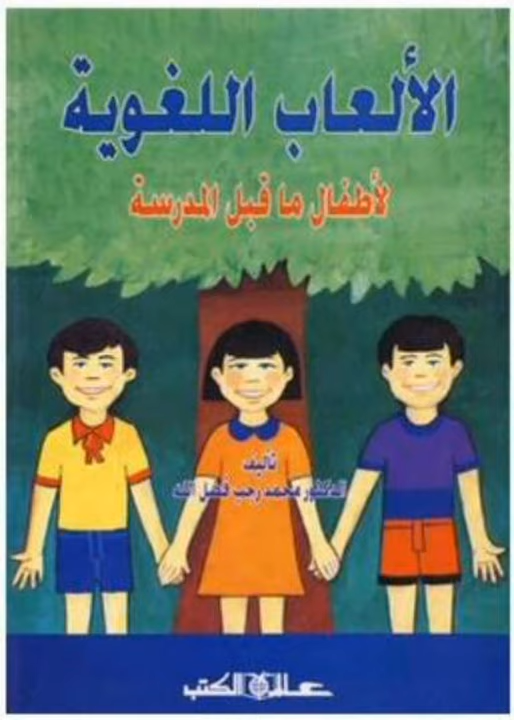 الألعاب اللغوية
لأطفال ما قبل المدرسة
تأليف
الدكتور محمد رجب فضل الله
عالم الكتب